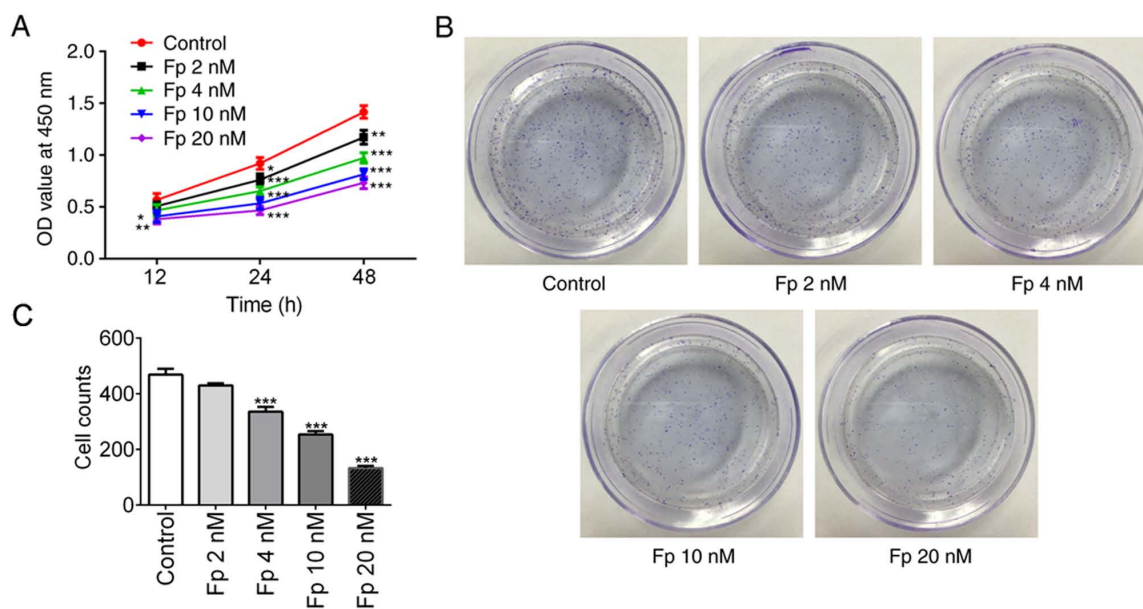 A
OD value at 450 nm
2.0
1.5
1.0
0.5
0.0
Control
Fp 2 nM
Fp 4 nM
Fp 10 nM
Fp 20 nM
**
***
***
***
*
***
***
***
*
**
12 24 48
Time (h)
B
Control Fp 2 nM Fp 4 nM
Fp 10 nM Fp 20 nM
C
Cell counts
600
400
200
0
***
***
***
Control
Fp 2 nM
Fp 4 nM
Fp 10 nM
Fp 20 nM